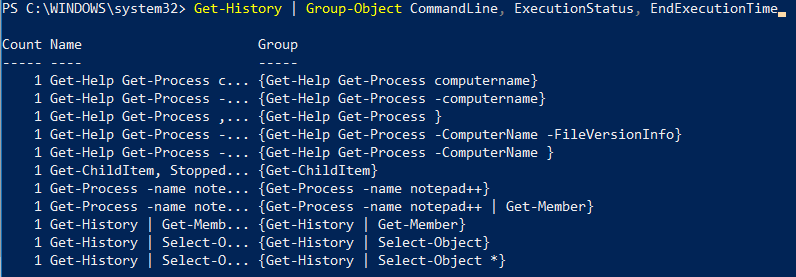 PS C:\WINDOWS\system32> Get-History | Group-Object CommandLine, ExecutionStatus, EndExecutionTime
Count Name Group
----- ---- -----
1 Get-Help Get-Process c... {Get-Help Get-Process computername}
1 Get-Help Get-Process -... {Get-Help Get-Process -computername}
1 Get-Help Get-Process ,... {Get-Help Get-Process }
1 Get-Help Get-Process -... {Get-Help Get-Process -ComputerName -FileVersionInfo}
1 Get-Help Get-Process -... {Get-Help Get-Process -ComputerName }
1 Get-ChildItem, Stopped... {Get-ChildItem}
1 Get-Process -name note... {Get-Process -name notepad++}
1 Get-Process -name note... {Get-Process -name notepad++ | Get-Member}
1 Get-History | Get-Memb... {Get-History | Get-Member}
1 Get-History | Select-O... {Get-History | Select-Object}
1 Get-History | Select-O... {Get-History | Select-Object *}